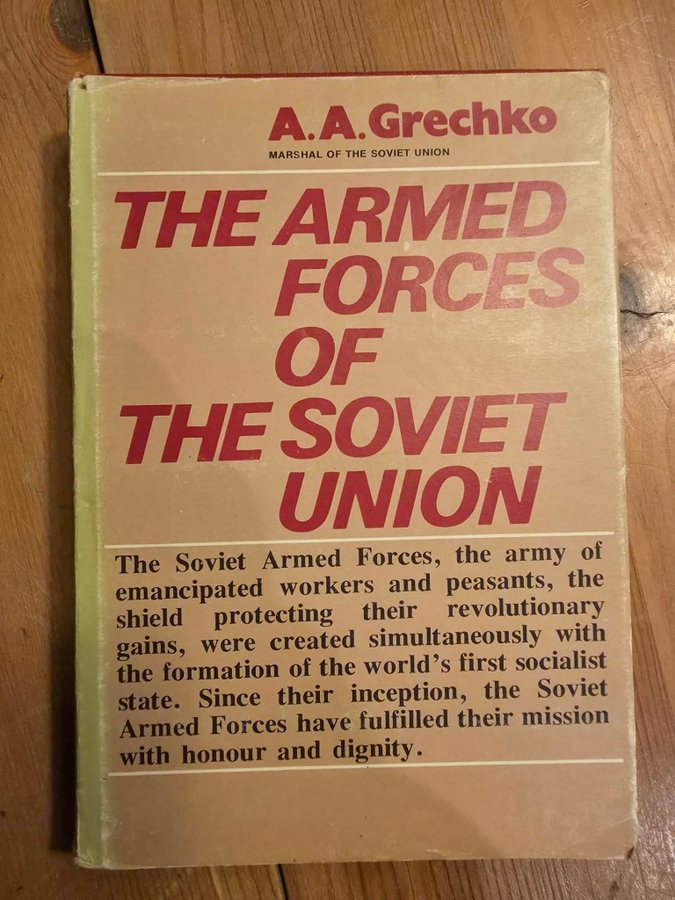 A.A.Grechko
MARSHAL OF THE SOVIET UNION
THE ARMED
FORCES
OF
THE SOVIET
UNION
The Soviet Armed Forces, the army of
emancipated workers and peasants, the
shield protecting their revolutionary
gains, were created simultaneously with
the formation of the world's first socialist
state. Since their inception, the Soviet
Armed Forces have fulfilled their mission
with honour and dignity.